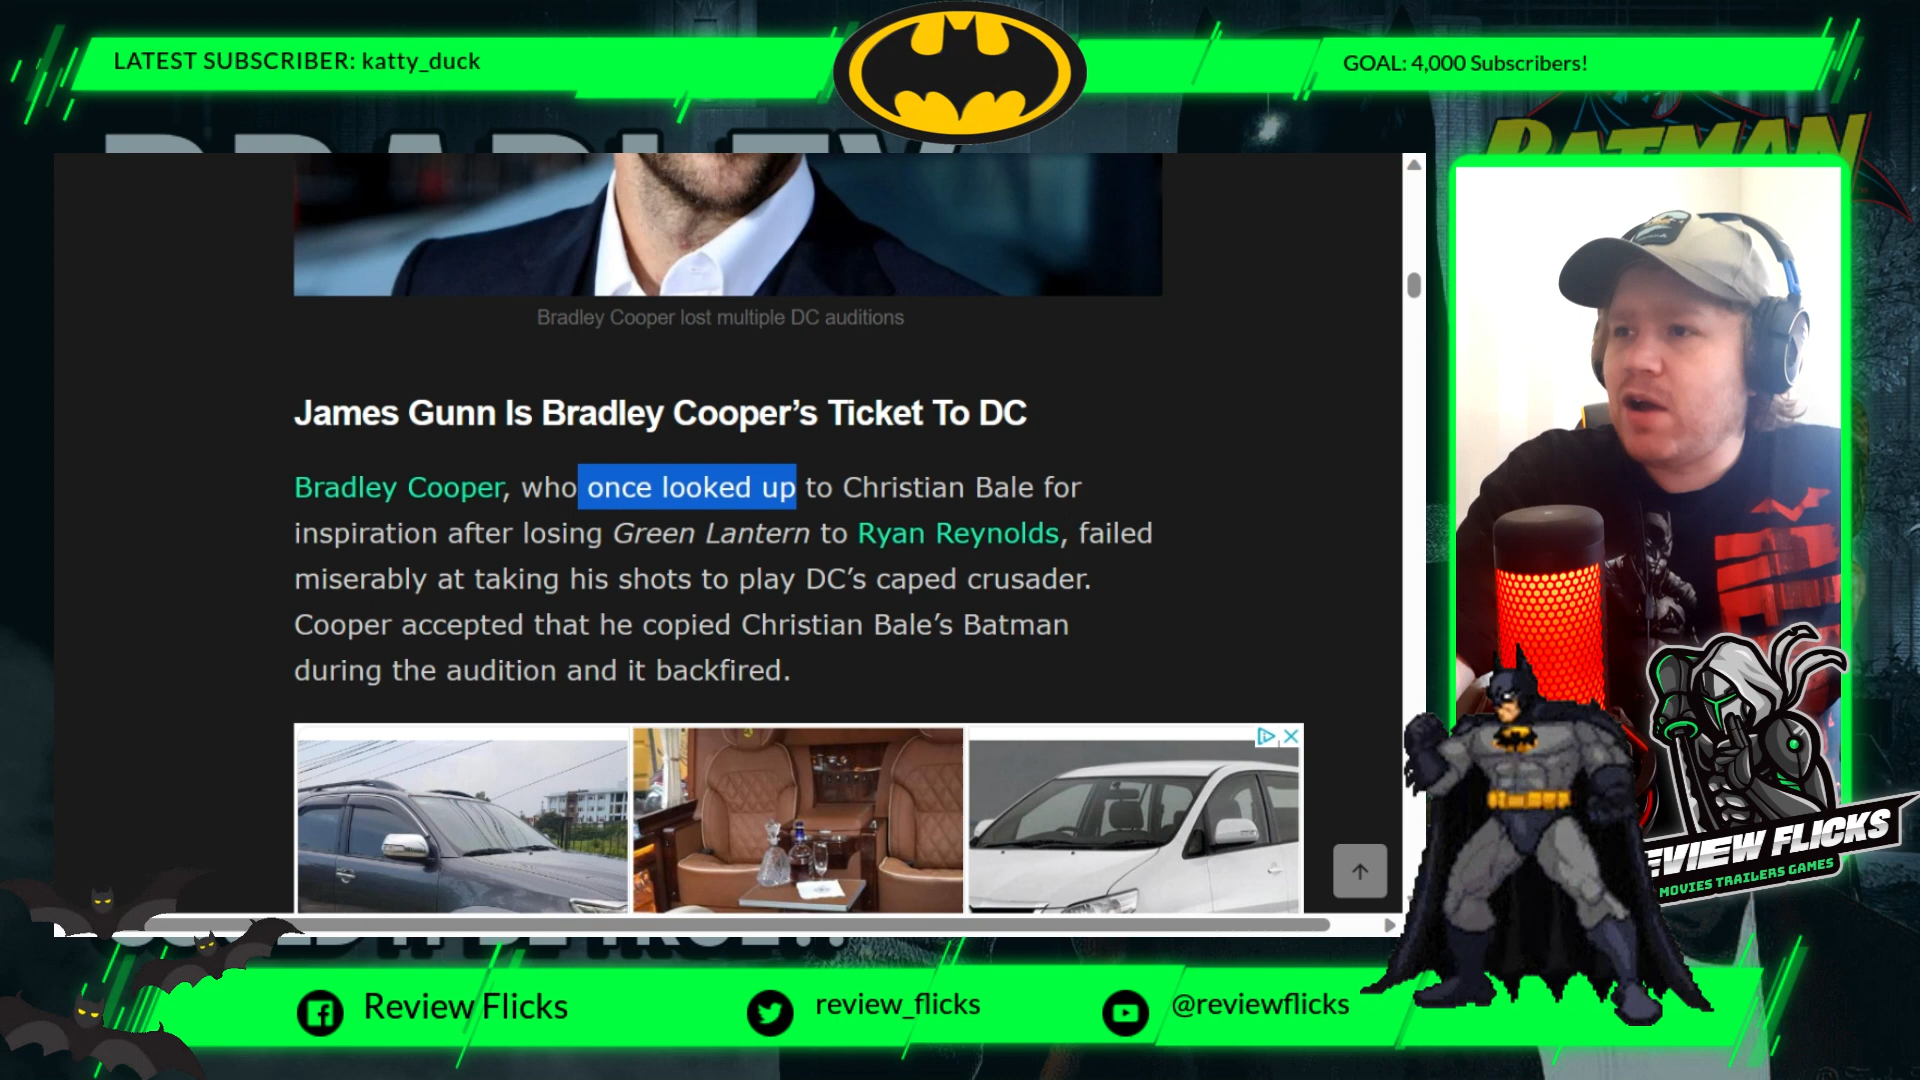 LATEST SUBSCRIBER: katty_duck
GOAL: 4,000 Subscribers!
BATMAN
Bradley Cooper lost multiple DC auditions
James Gunn Is Bradley Cooper's Ticket To DC
Bradley Cooper, who once looked up to Christian Bale for
inspiration after losing Green Lantern to Ryan Reynolds, failed
miserably at taking his shots to play DC's caped crusader.
Cooper accepted that he copied Christian Bale's Batman
during the audition and it backfired.
EVIEW FLICKS
MOVIES TRAILERS GAMES
Review Flicks
review_flicks
@reviewflicks